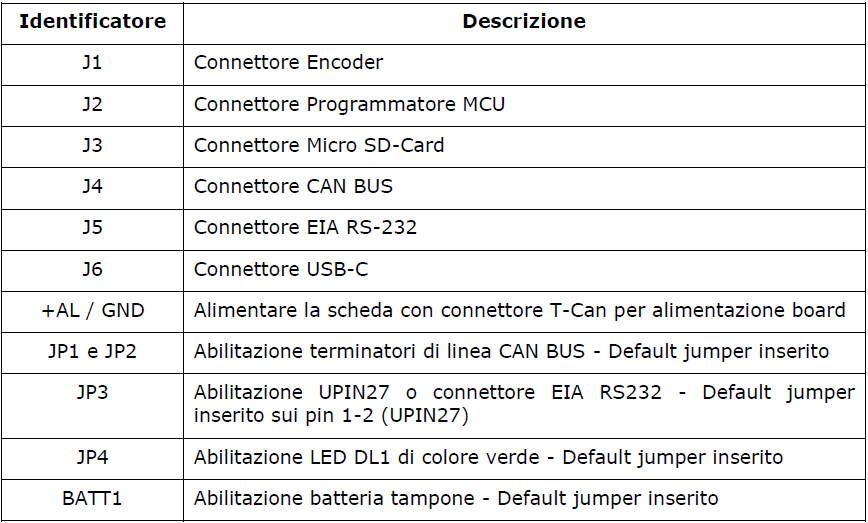 Identificatore Descrizione
J1 Connettore Encoder
J2 Connettore Programmatore MCU
J3 Connettore Micro SD-Card
J4 Connettore CAN BUS
J5 Connettore EIA RS-232
J6 Connettore USB-C
+AL / GND Alimentare la scheda con connettore T-Can per alimentazione board
JP1 e JP2 Abilitazione terminatori di linea CAN BUS - Default jumper inserito
JP3 Abilitazione UPIN27 o connettore EIA RS232 - Default jumper
inserito sui pin 1-2 (UPIN27)
JP4 Abilitazione LED DL1 di colore verde - Default jumper inserito
BATT1 Abilitazione batteria tampone - Default jumper inserito